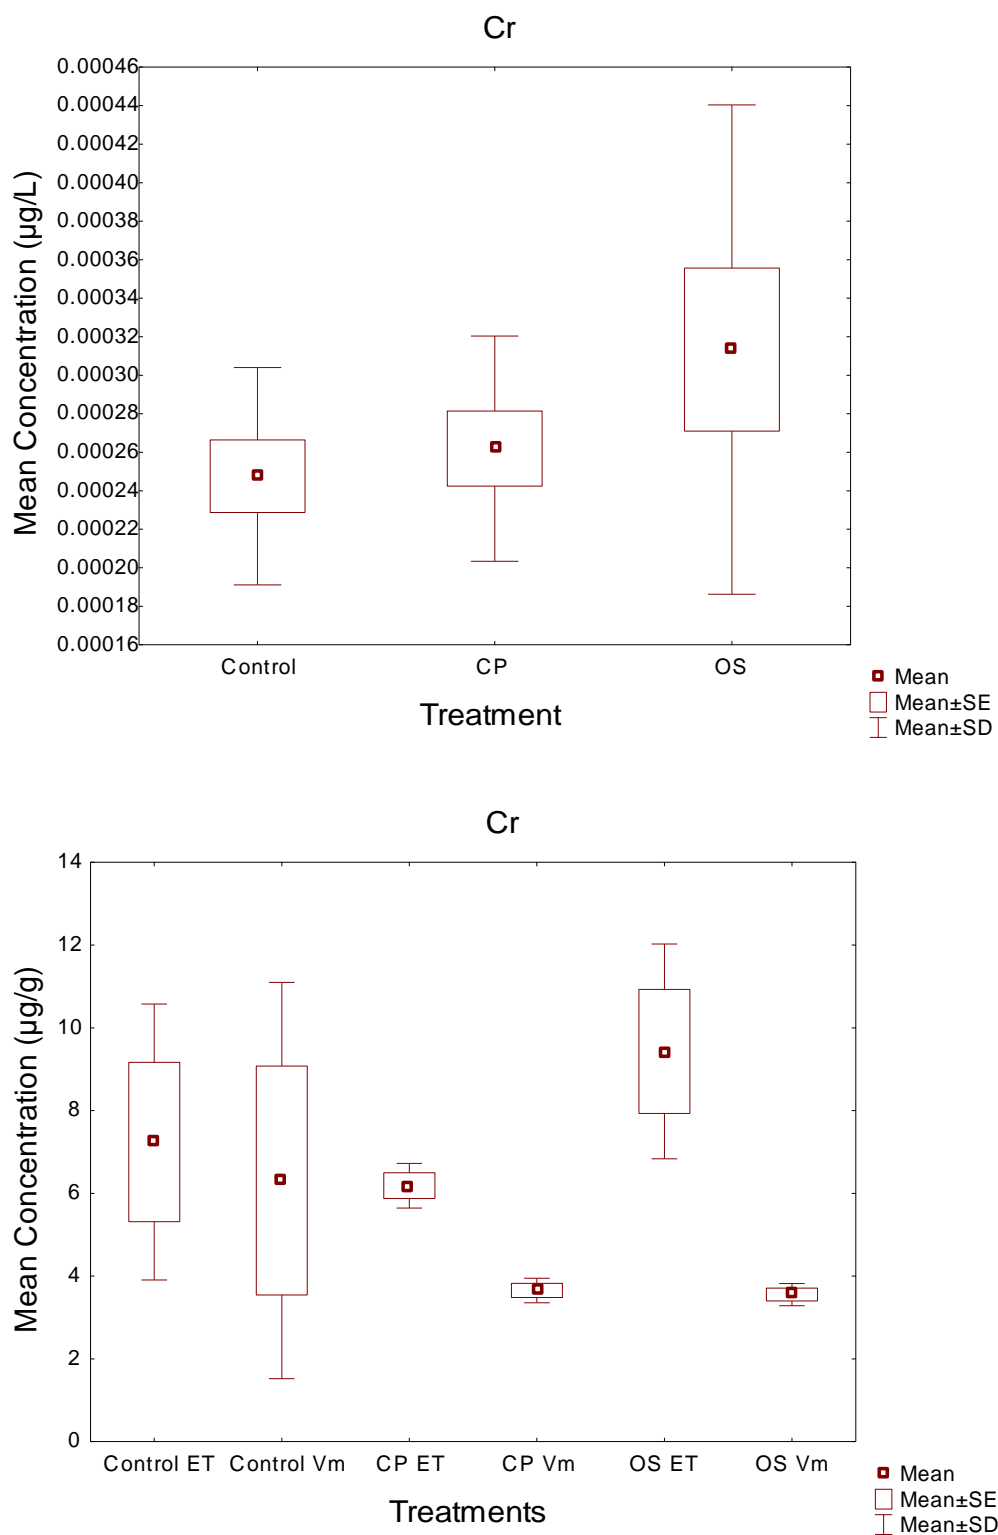 Cr
0.00046
0.00044
0.00042
0.00040
0.00038
0.00036
0.00034
0.00032
0.00030
0.00028
0.00026
0.00024
0.00022
0.00020
0.00018
0.00016
Mean Concentration (µg/L)
Control CP OS
Treatment
Mean
Mean±SE
Mean±SD
Cr
14
12
10
8
6
4
2
0
Mean Concentration (µg/g)
Control ET Control Vm CP ET CP Vm OS ET OS Vm
Treatments
Mean
Mean±SE
Mean±SD